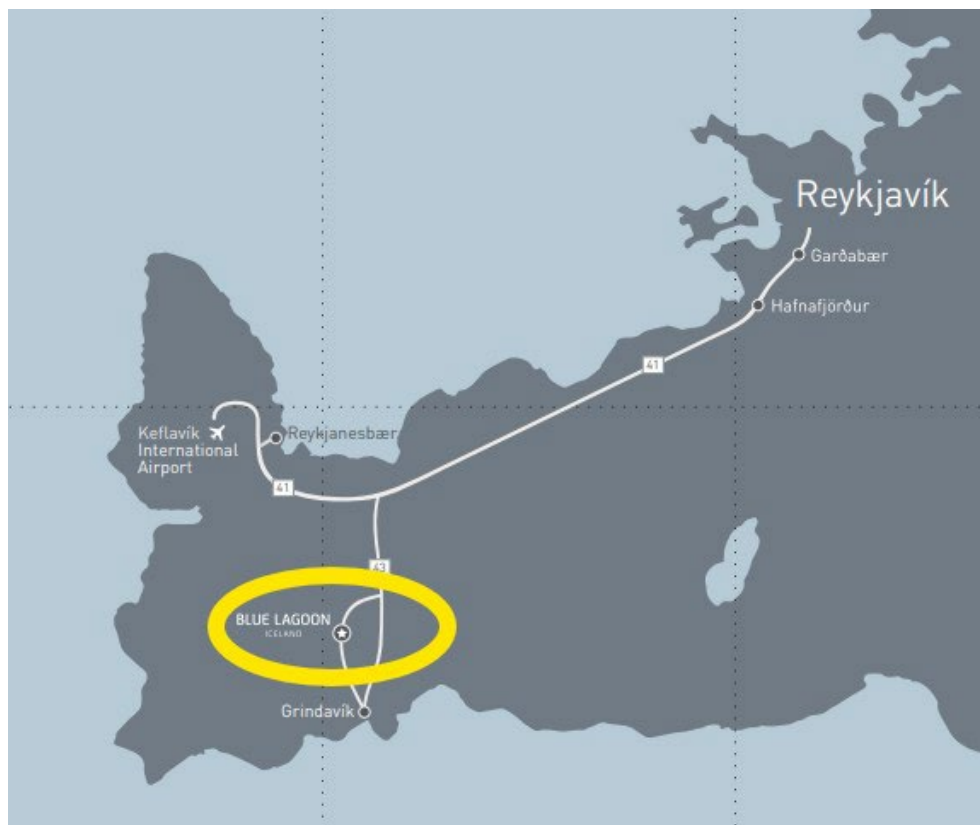 Reykjavík
Garðabær
Hafnafjörður
41
Keflavík
International
Airport
Reykjanesbær
41
43
BLUE LAGOON
ICELAND
Grindavík